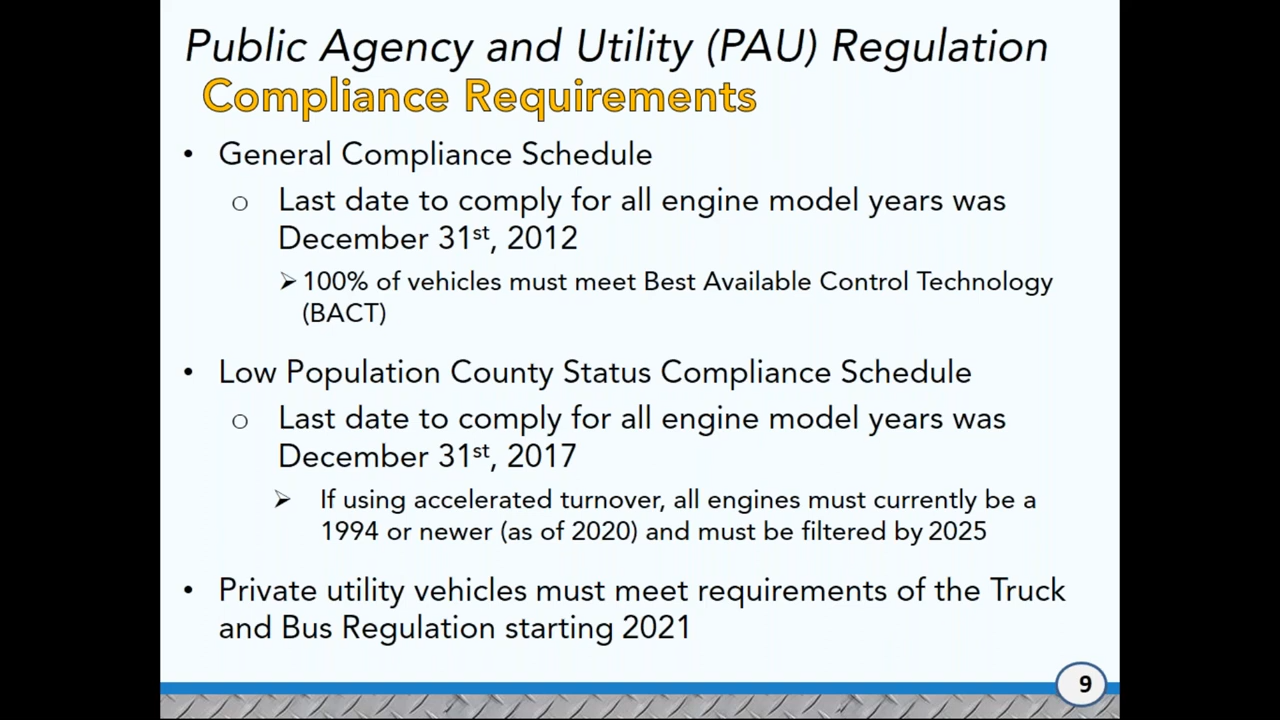 Public Agency and Utility (PAU) Regulation
Compliance Requirements
• General Compliance Schedule
o Last date to comply for all engine model years was
December 31st, 2012
➢ 100% of vehicles must meet Best Available Control Technology
(BACT)
• Low Population County Status Compliance Schedule
o Last date to comply for all engine model years was
December 31st, 2017
➢ If using accelerated turnover, all engines must currently be a
1994 or newer (as of 2020) and must be filtered by 2025
• Private utility vehicles must meet requirements of the Truck
and Bus Regulation starting 2021
9